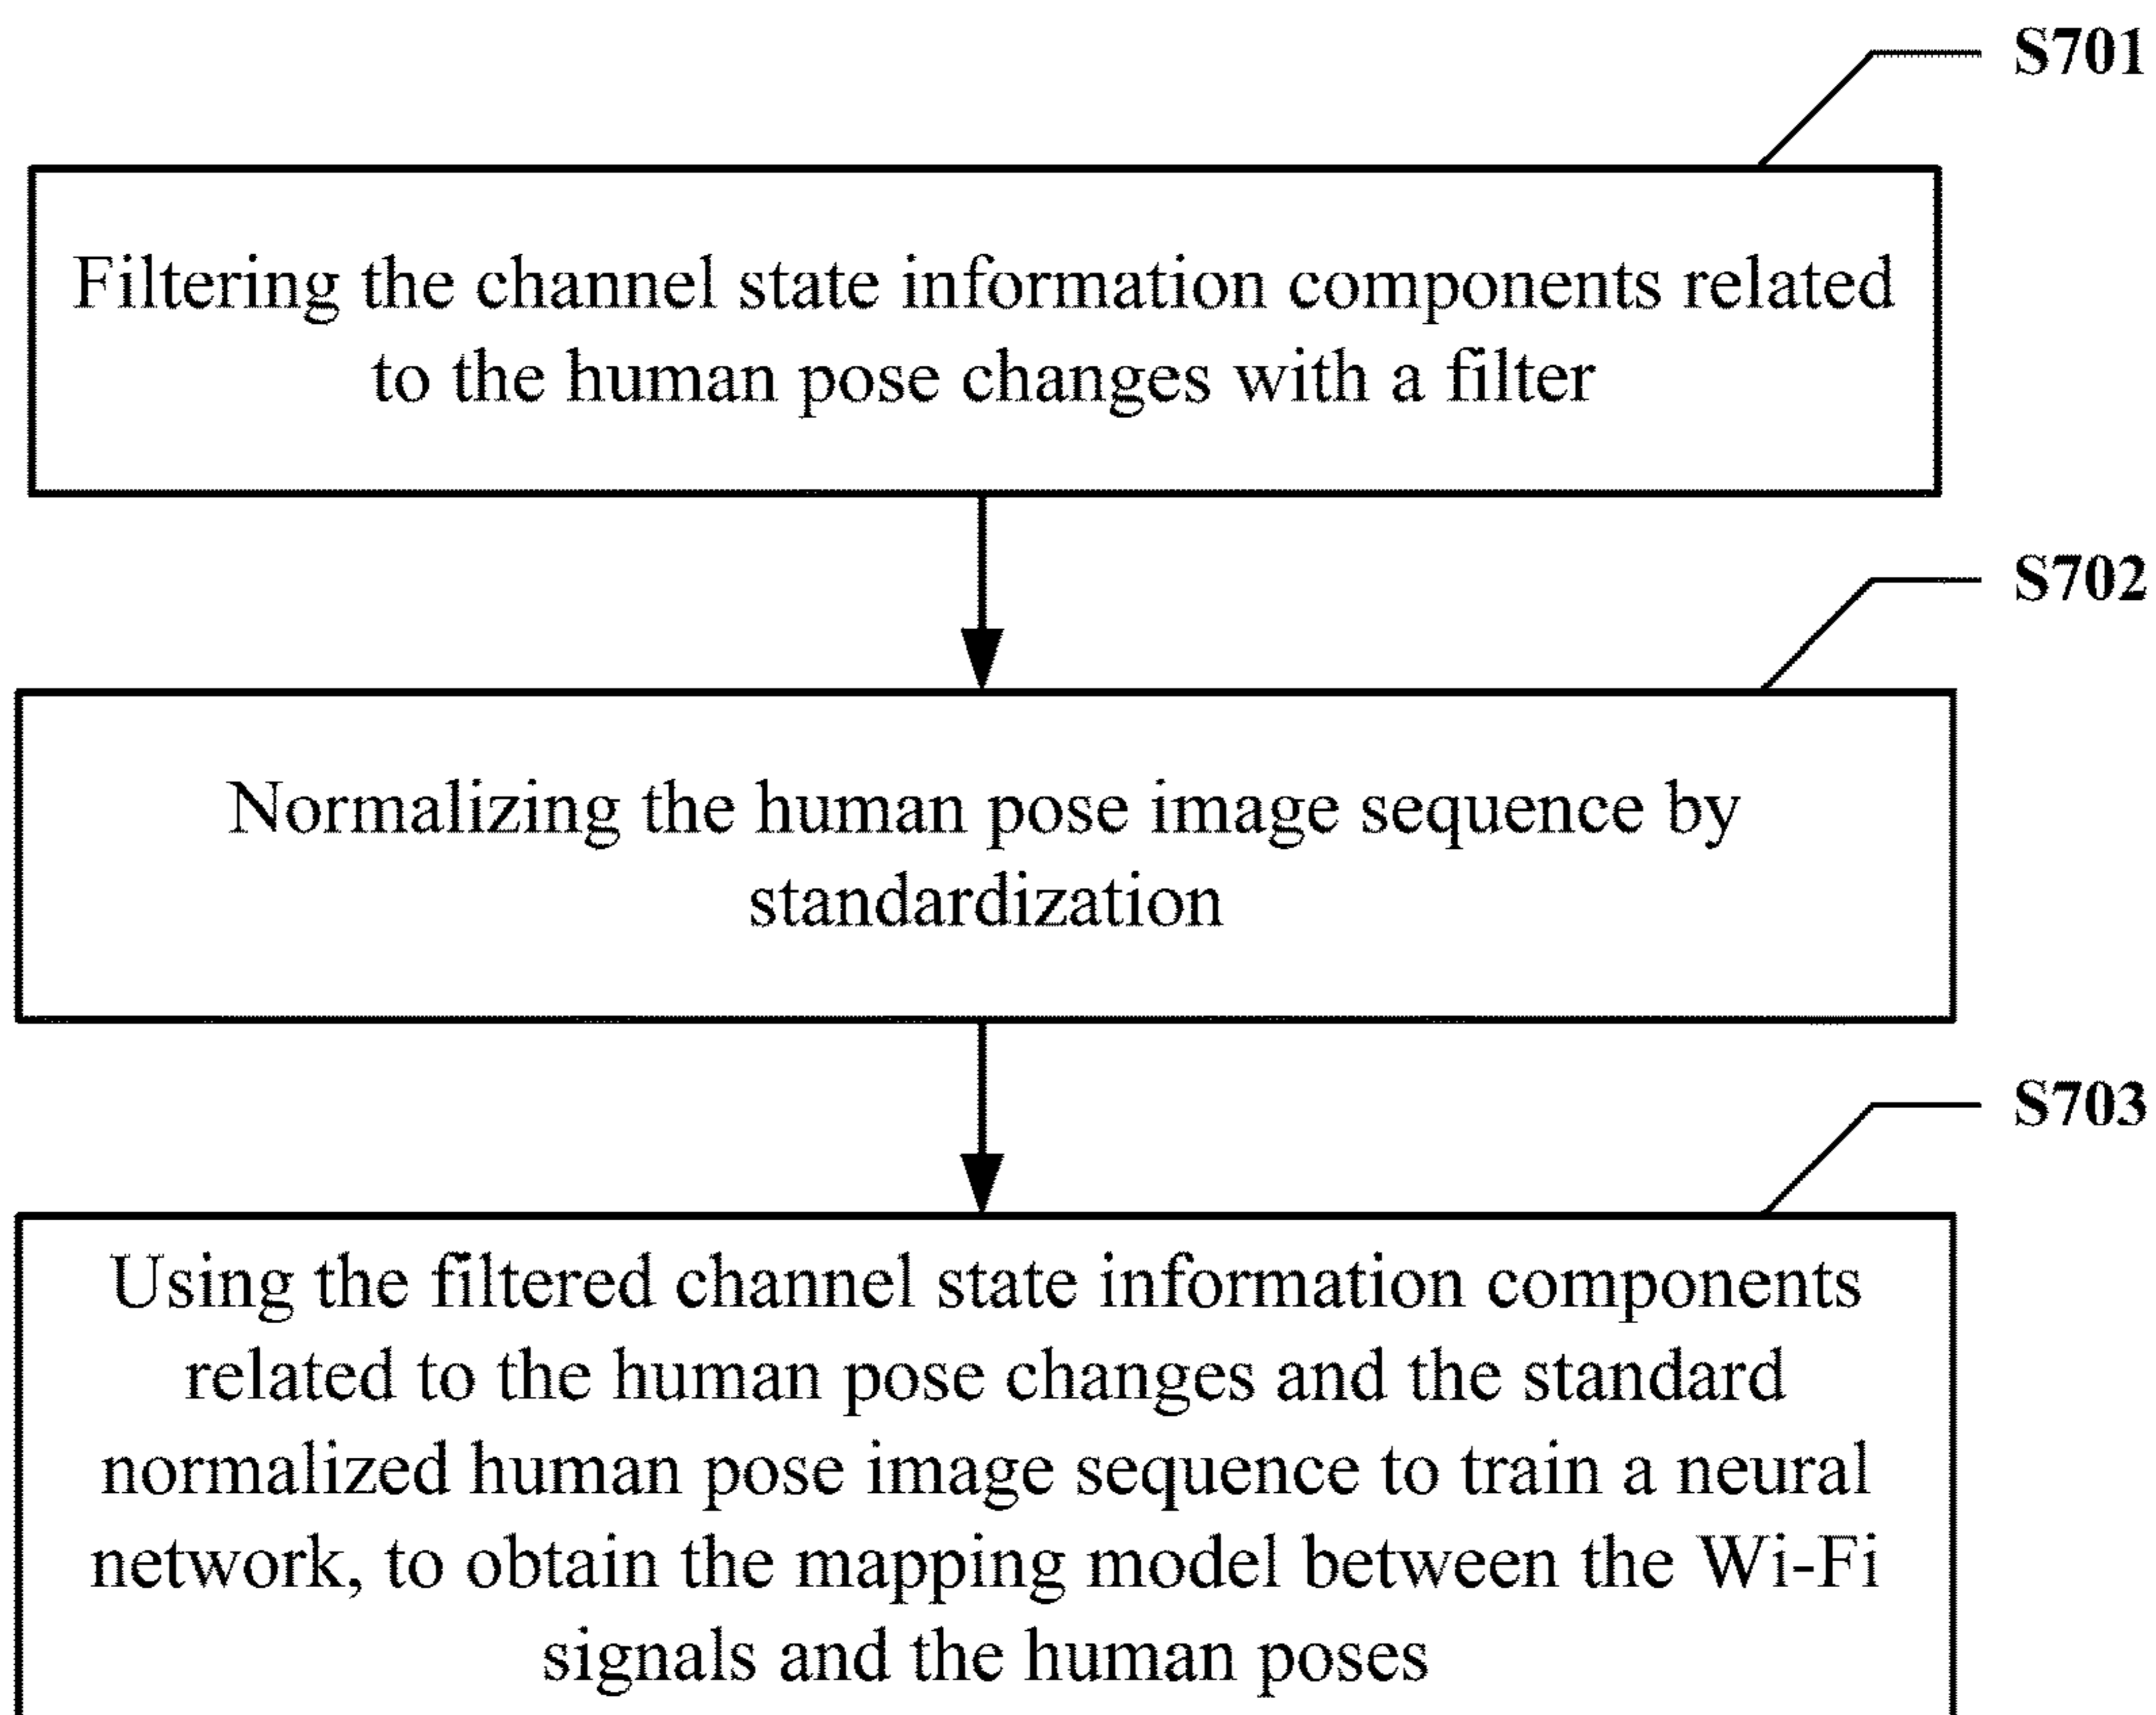 S701
Filtering the channel state information components related
to the human pose changes with a filter
S702
Normalizing the human pose image sequence by
standardization
S703
Using the filtered channel state information components
related to the human pose changes and the standard
normalized human pose image sequence to train a neural
network, to obtain the mapping model between the Wi-Fi
signals and the human poses